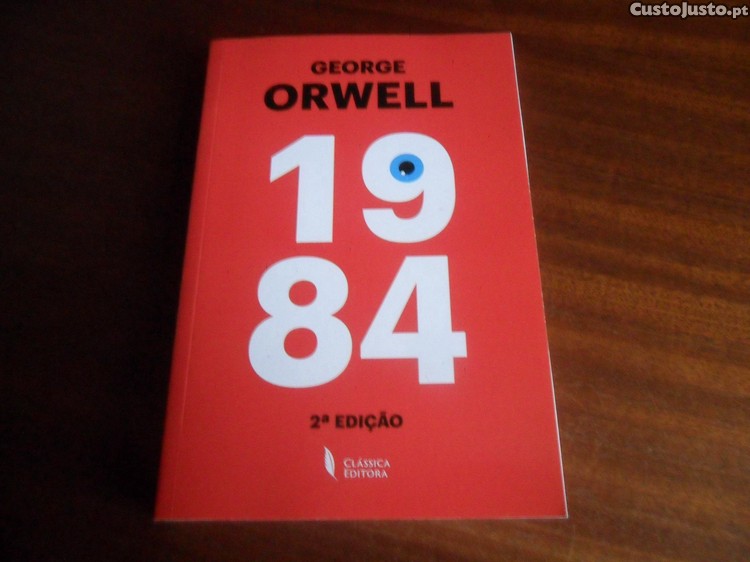 CustoJusto.pt
GEORGE
ORWELL
19
84
2ª EDIÇÃO
CLÁSSICA
EDITORA